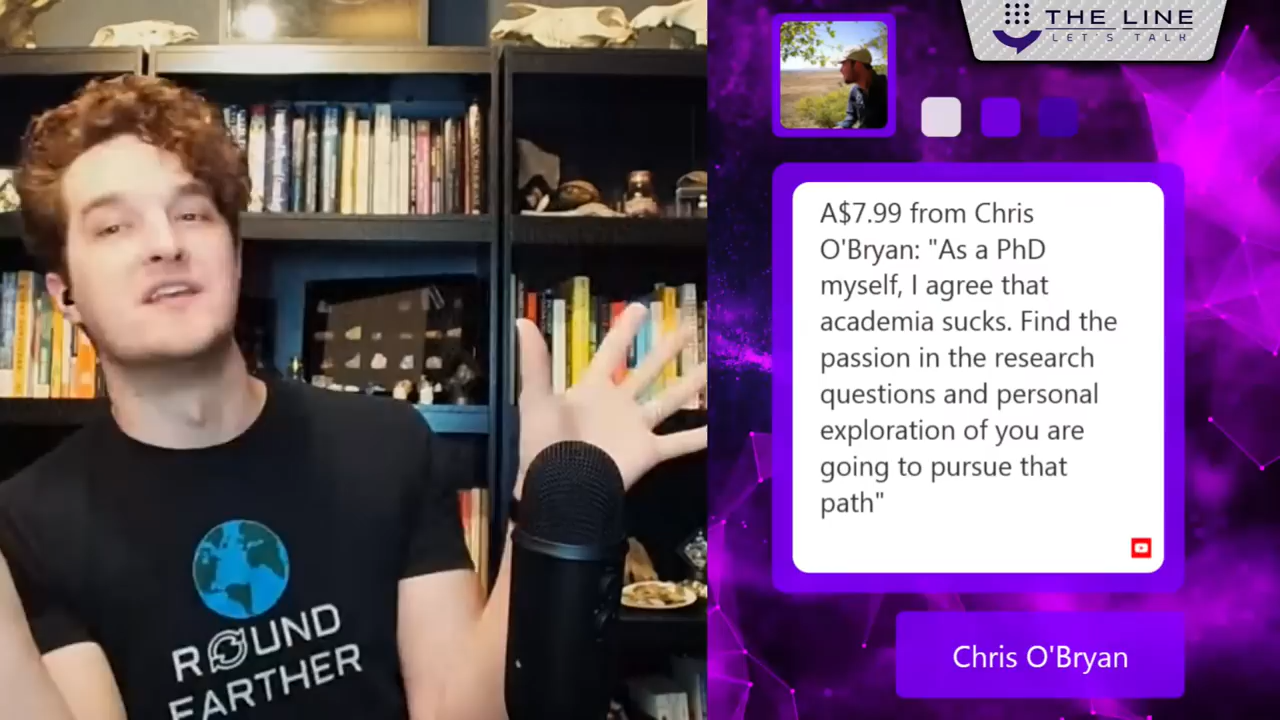 THE LINE
LET'S TALK
A$7.99 from Chris
O'Bryan: "As a PhD
myself, I agree that
academia sucks. Find the
passion in the research
questions and personal
exploration of you are
going to pursue that
path"
Chris O'Bryan
ROUND
EARTHER